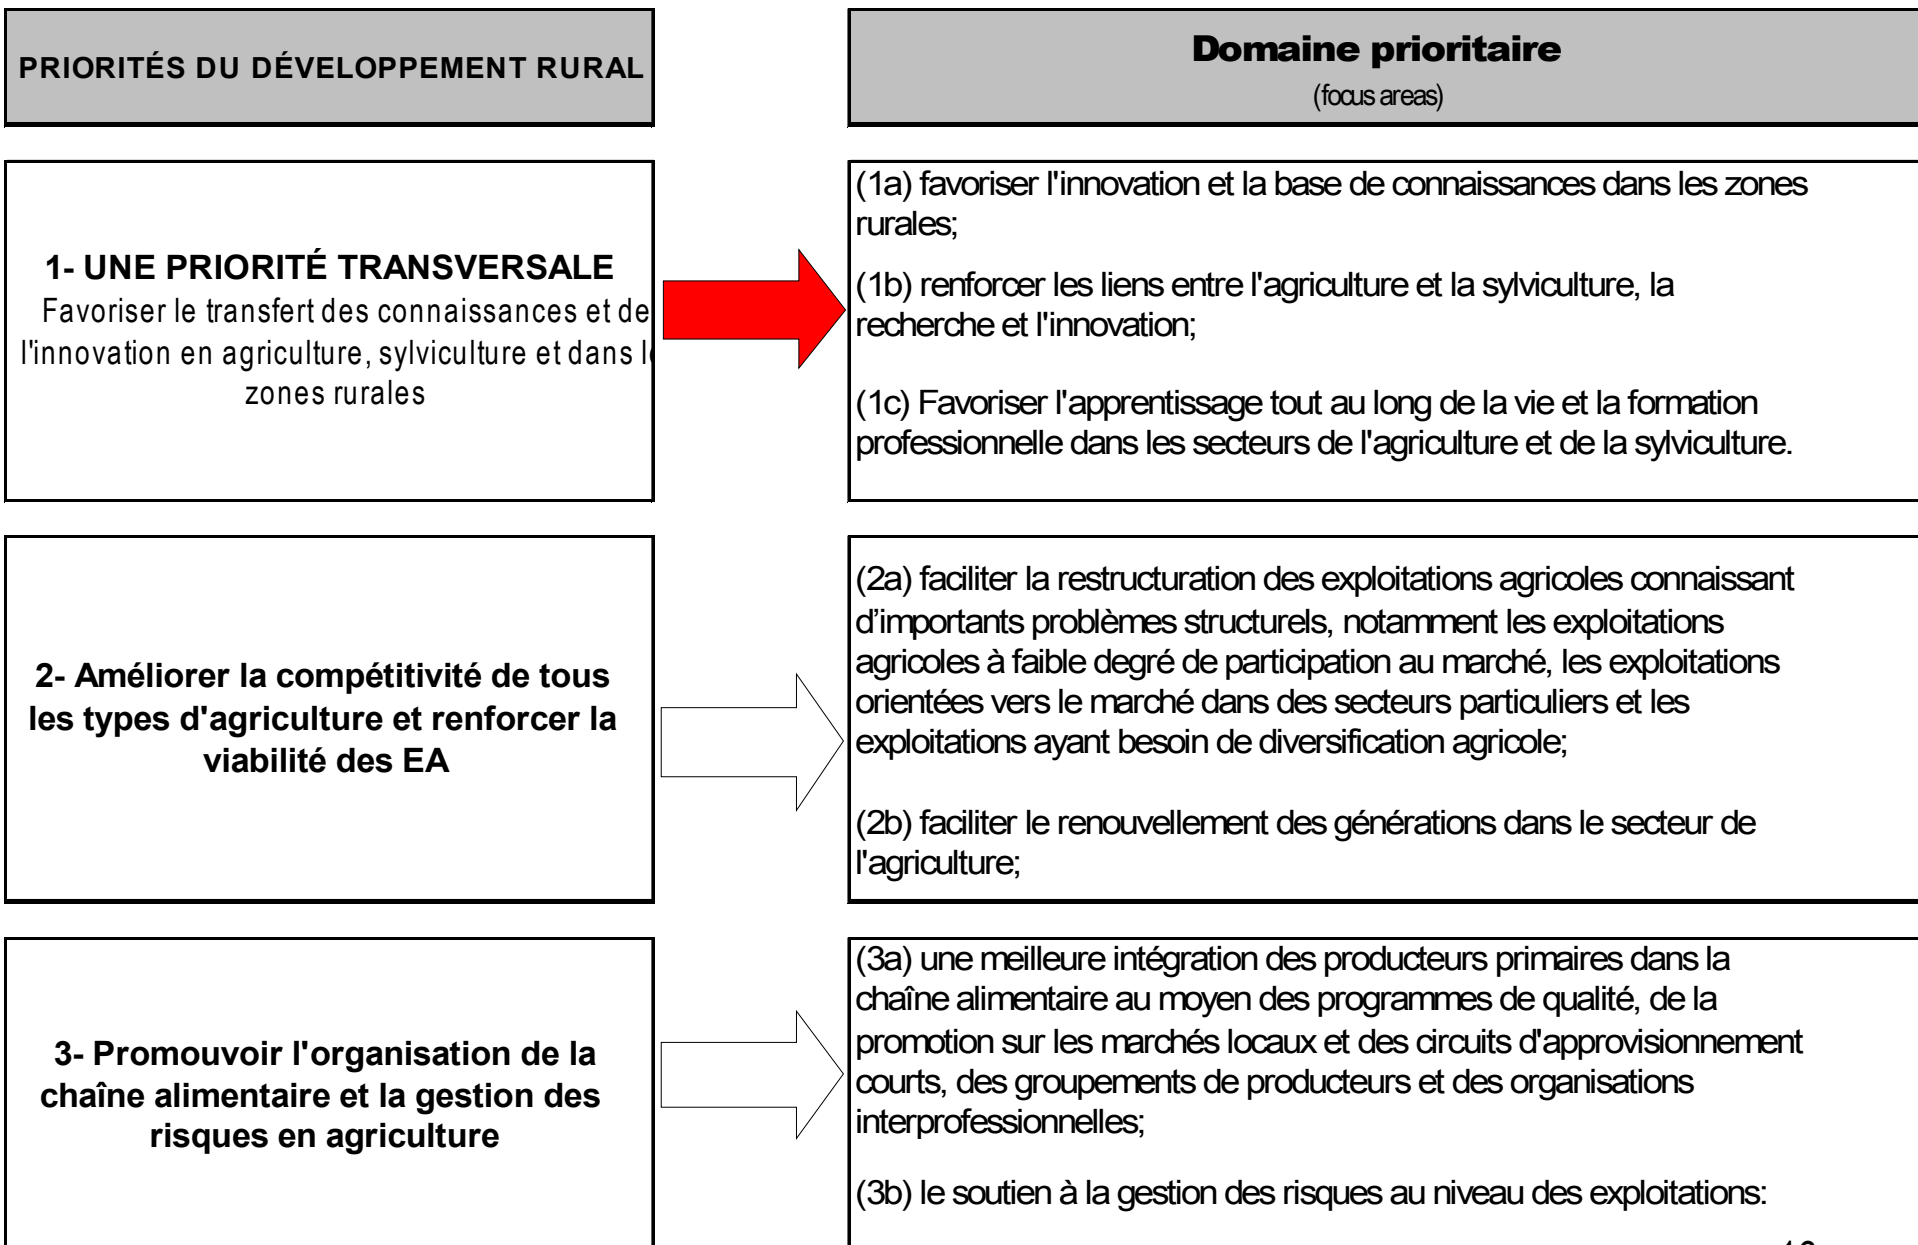 PRIORITÉS DU DÉVELOPPEMENT RURAL
Domaine prioritaire
(focus areas)
1- UNE PRIORITÉ TRANSVERSALE
Favoriser le transfert des connaissances et de
l'innovation en agriculture, sylviculture et dans
zones rurales
(1a) favoriser l'innovation et la base de connaissances dans les zones
rurales;
(1b) renforcer les liens entre l'agriculture et la sylviculture, la
recherche et l'innovation;
(1c) Favoriser l'apprentissage tout au long de la vie et la formation
professionnelle dans les secteurs de l'agriculture et de la sylviculture.
2- Améliorer la compétitivité de tous
les types d'agriculture et renforcer la
viabilité des EA
(2a) faciliter la restructuration des exploitations agricoles connaissant
d’importants problèmes structurels, notamment les exploitations
agricoles à faible degré de participation au marché, les exploitations
orientées vers le marché dans des secteurs particuliers et les
exploitations ayant besoin de diversification agricole;
(2b) faciliter le renouvellement des générations dans le secteur de
l'agriculture;
3- Promouvoir l'organisation de la
chaîne alimentaire et la gestion des
risques en agriculture
(3a) une meilleure intégration des producteurs primaires dans la
chaîne alimentaire au moyen des programmes de qualité, de la
promotion sur les marchés locaux et des circuits d'approvisionnement
courts, des groupements de producteurs et des organisations
interprofessionnelles;
(3b) le soutien à la gestion des risques au niveau des exploitations: